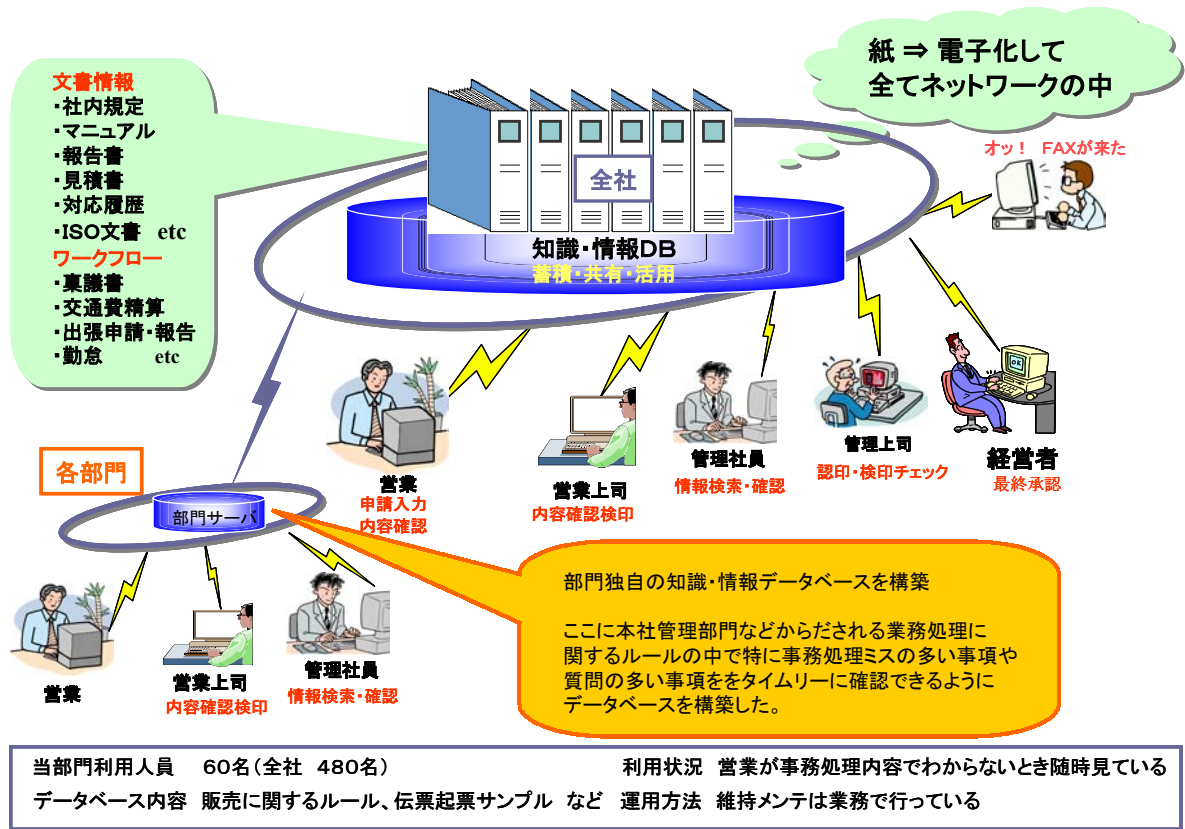 紙 ⇒ 電子化して
全てネットワークの中
文書情報
・社内規定
・マニュアル
・報告書
・見積書
・対応履歴
・ISO文書 etc
ワークフロー
・稟議書
・交通費精算
・出張申請・報告
・勤怠 etc
全社
知識・情報DB
蓄積・共有・活用
オッ! FAXが来た
OK
営業
申請入力
内容確認
営業上司
内容確認検印
管理社員
情報検索・確認
管理上司
認印・検印チェック
経営者
最終承認
各部門
部門サーバ
営業
営業上司
内容確認検印
管理社員
情報検索・確認
部門独自の知識・情報データベースを構築
ここに本社管理部門などからだされる業務処理に
関するルールの中で特に事務処理ミスの多い事項や
質問の多い事項ををタイムリーに確認できるように
データベースを構築した。
当部門利用人員 60名(全社 480名) 利用状況 営業が事務処理内容でわからないとき随時見ている
データベース内容 販売に関するルール、伝票起票サンプル など 運用方法 維持メンテは業務で行っている